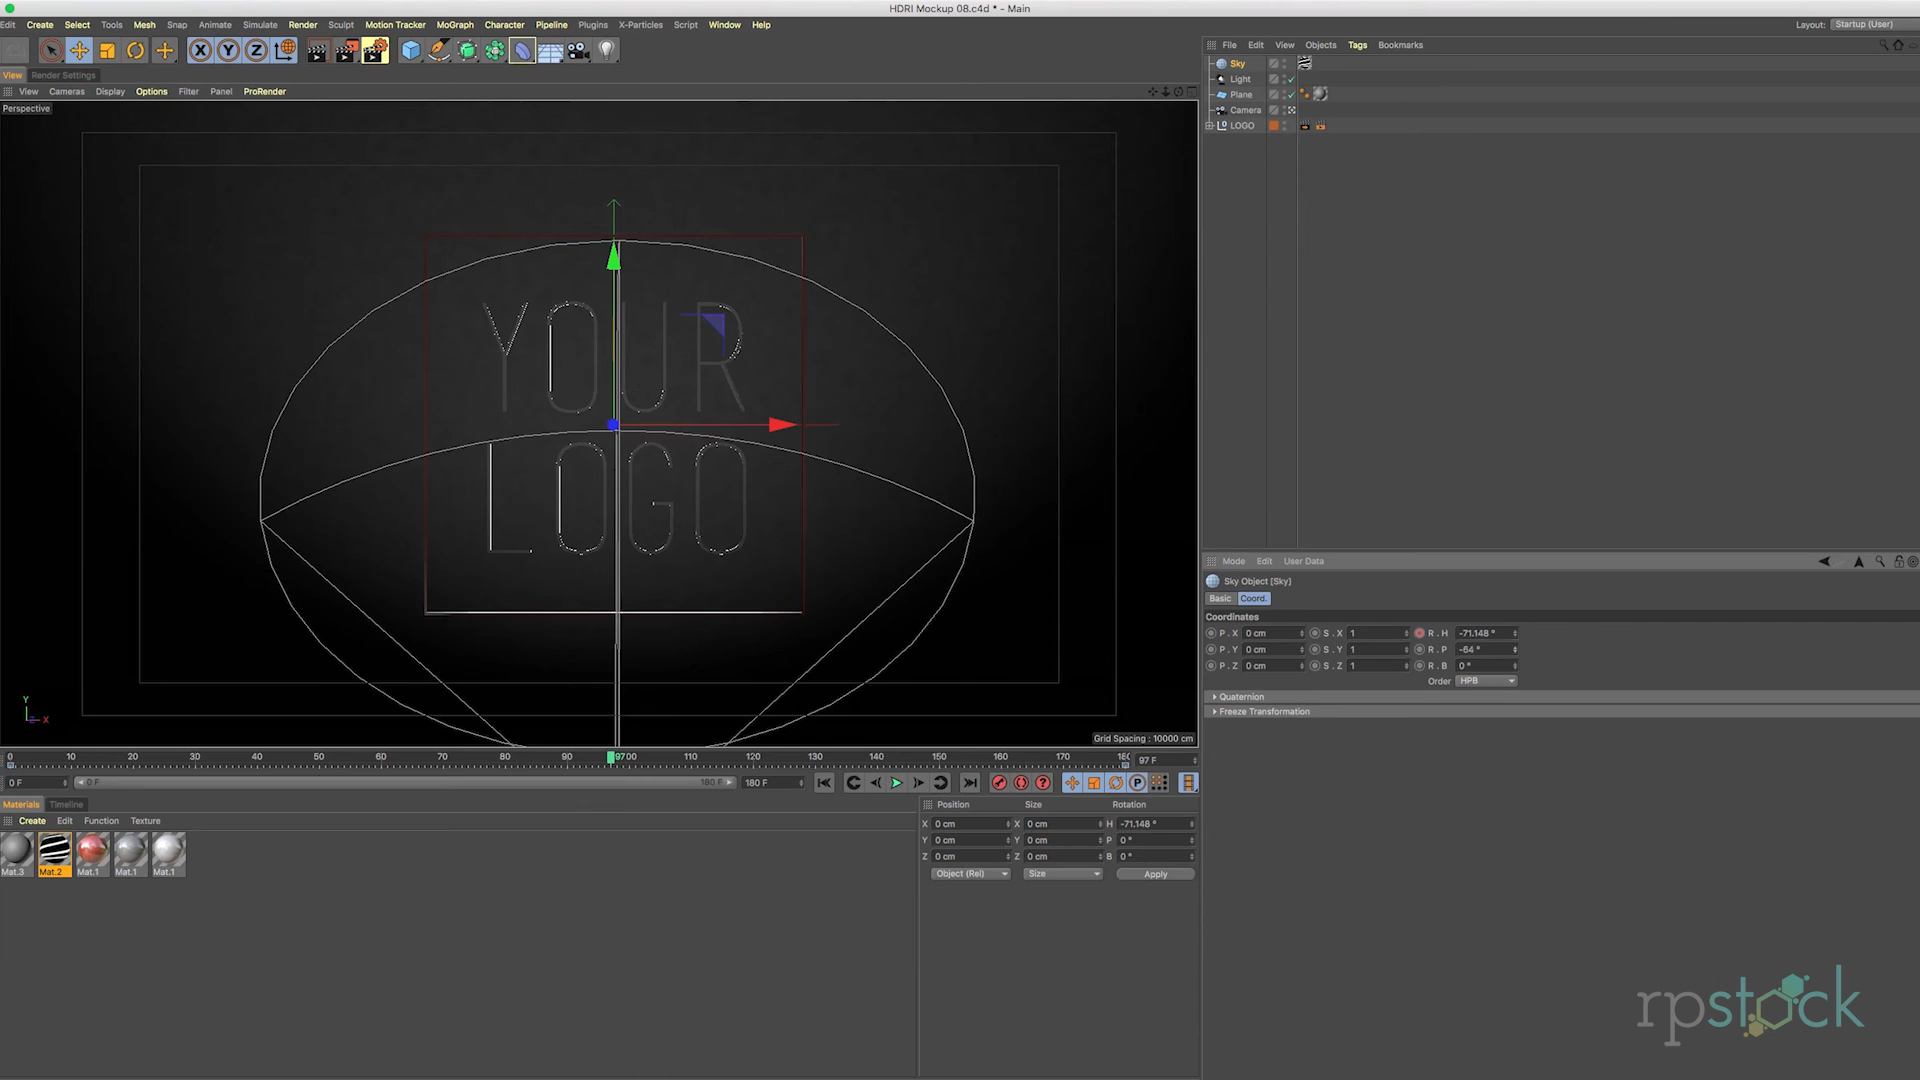 HDRI Mockup 08.c4d * - Main
Edit Create Select Tools Mesh Snap Animate Simulate Render Sculpt Motion Tracker MoGraph Character Pipeline Plugins X-Particles Script Window Help
Layout: Startup (User)
X Y Z
View Render Settings
View Cameras Display Options Filter Panel ProRender
Perspective
YOUR
LOGO
Y
X
Grid Spacing : 10000 cm
File Edit View Objects Tags Bookmarks
Sky
Light
Plane
Camera
LOGO
Mode Edit User Data
Sky Object [Sky]
Basic Coord.
Coordinates
P . X 0 cm S . X 1 R . H -71.148 °
P . Y 0 cm S . Y 1 R . P -64 °
P . Z 0 cm S . Z 1 R . B 0 °
Order HPB
Quaternion
Freeze Transformation
0 10 20 30 40 50 60 70 80 90 9700 110 120 130 140 150 160 170 97 F
0 F 0 F 180 F 180 F
Materials Timeline
Create Edit Function Texture
Mat.3 Mat.2 Mat.1 Mat.1 Mat.1
Position Size Rotation
X 0 cm X 0 cm H -71.148 °
Y 0 cm Y 0 cm P 0 °
Z 0 cm Z 0 cm B 0 °
Object (Rel) Size Apply
rpstock